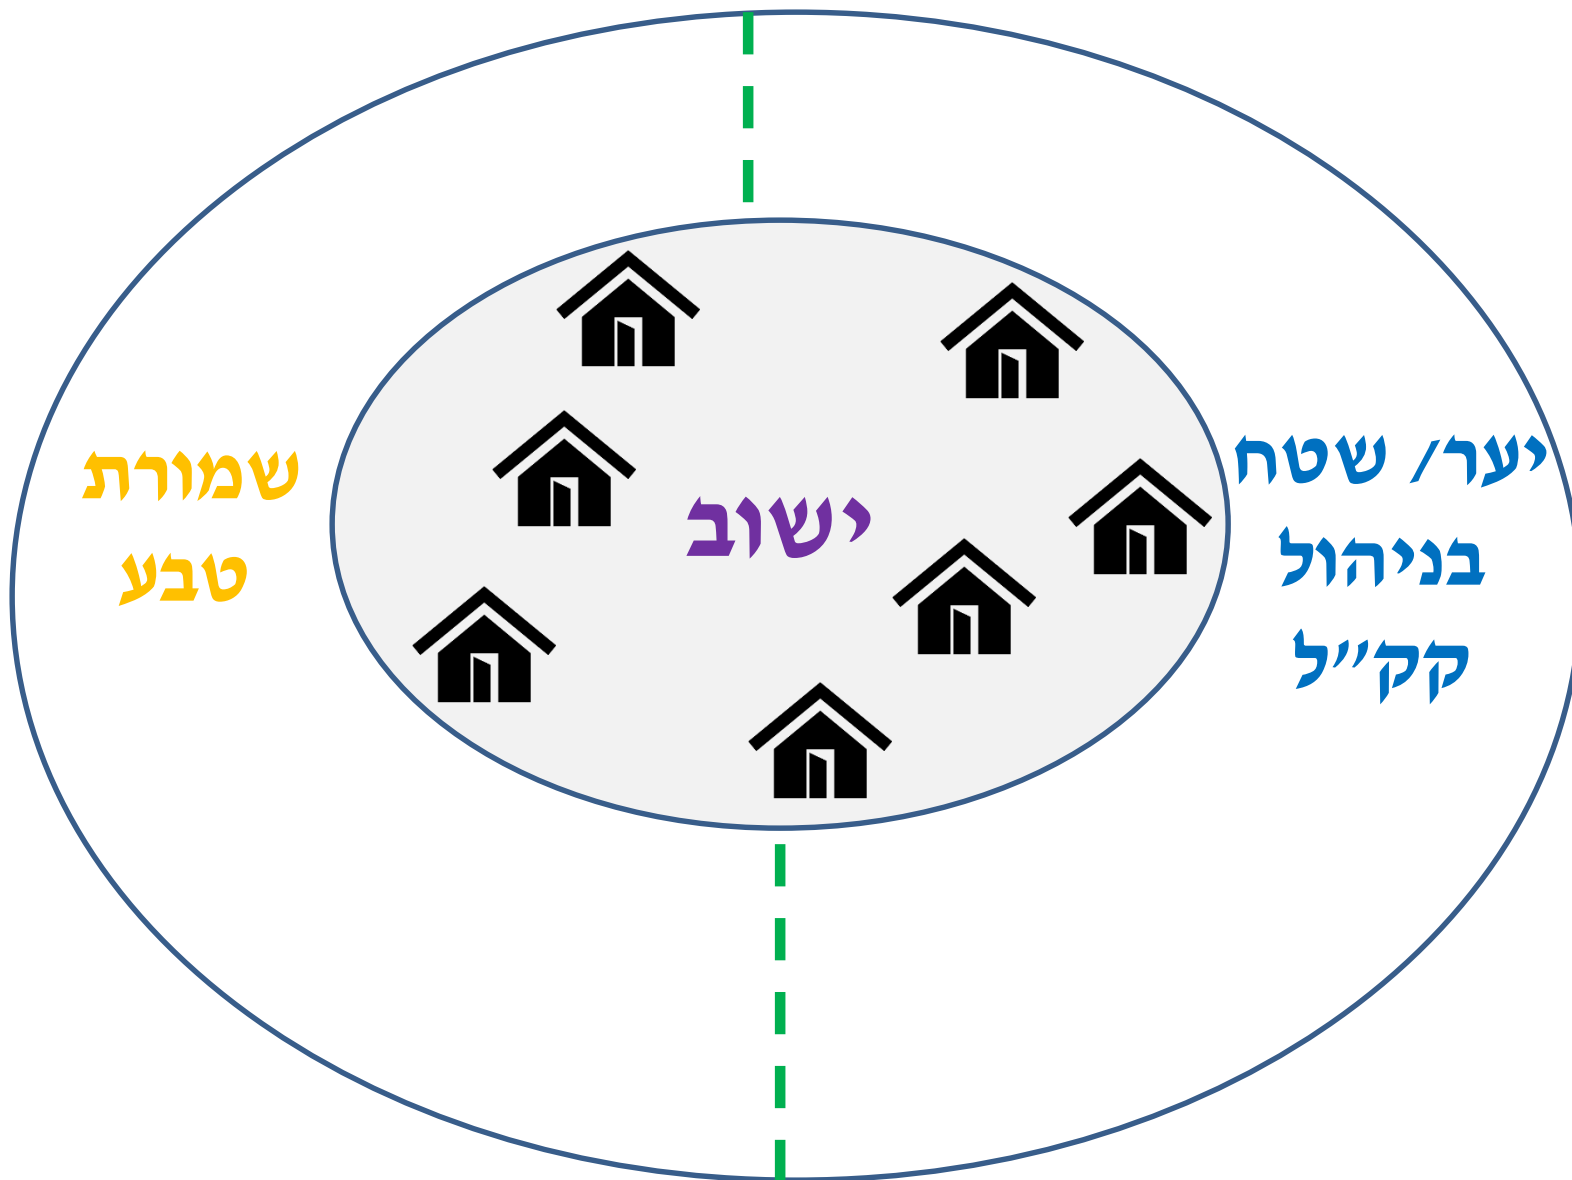 יער/ שטח
בניהול
קק״ל
ישוב
שמורת
טבע